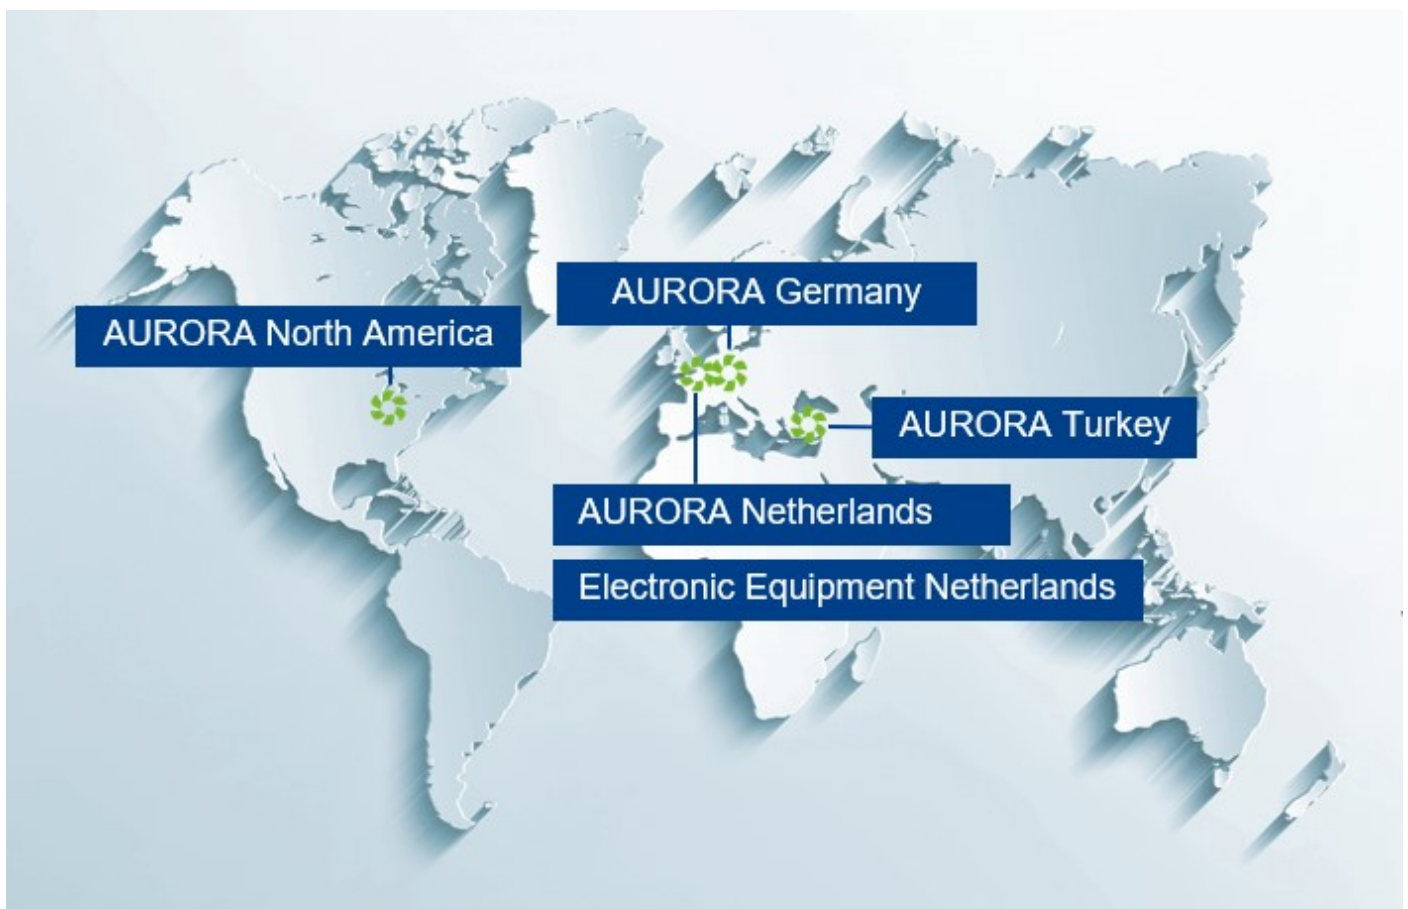 AURORA Germany
AURORA North America
AURORA Turkey
AURORA Netherlands
Electronic Equipment Netherlands